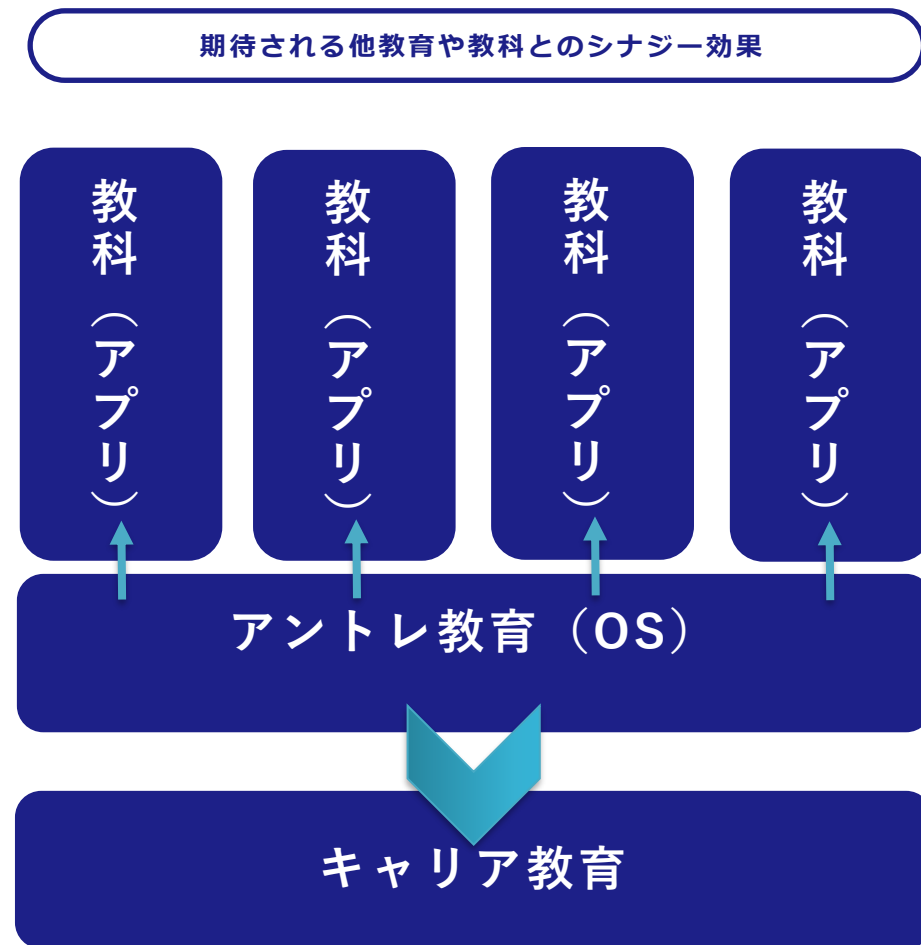 期待される他教育や教科とのシナジー効果
教科（アプリ）
教科（アプリ）
教科（アプリ）
教科（アプリ）
アントレ教育（OS）
キャリア教育